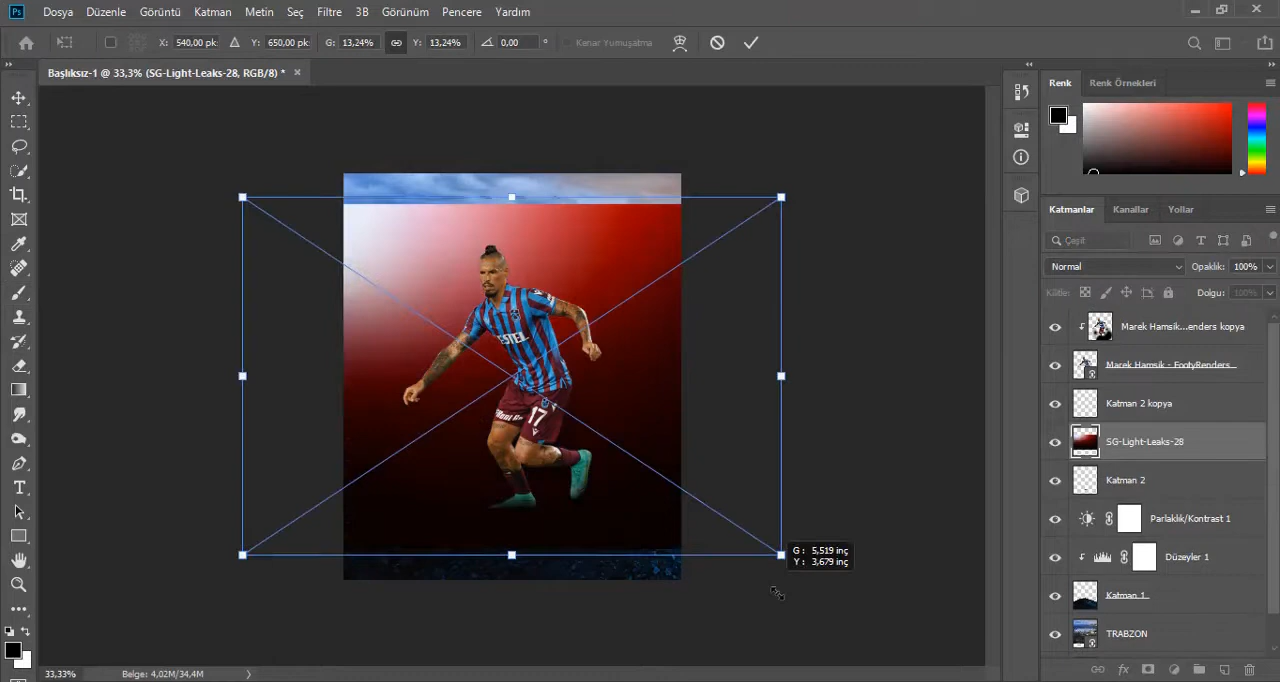 Ps Dosya Düzenle Görüntü Katman Metin Seç Filtre 3B Görünüm Pencere Yardım
X: 540,00 pk: Y: 650,00 pk: G: 13,24% Y: 13,24% 0,00 ° Kenar Yumuşatma
Başlıksız-1 @ 33,3% (SG-Light-Leaks-28, RGB/8) * ×
Renk Renk Örnekleri
Katmanlar Kanallar Yollar
Çeşit
Normal Opaklık: 100%
Kilitle: Dolgu: 100%
Marek Hamsik...enders kopya
Marek Hamsik - FootyRenders
Katman 2 kopya
SG-Light-Leaks-28
Katman 2
Parlaklık/Kontrast 1
Düzeyler 1
Katman 1
TRABZON
17
G: 5,519 inç
Y: 3,679 inç
33,33% Belge: 4,02M/34,4M